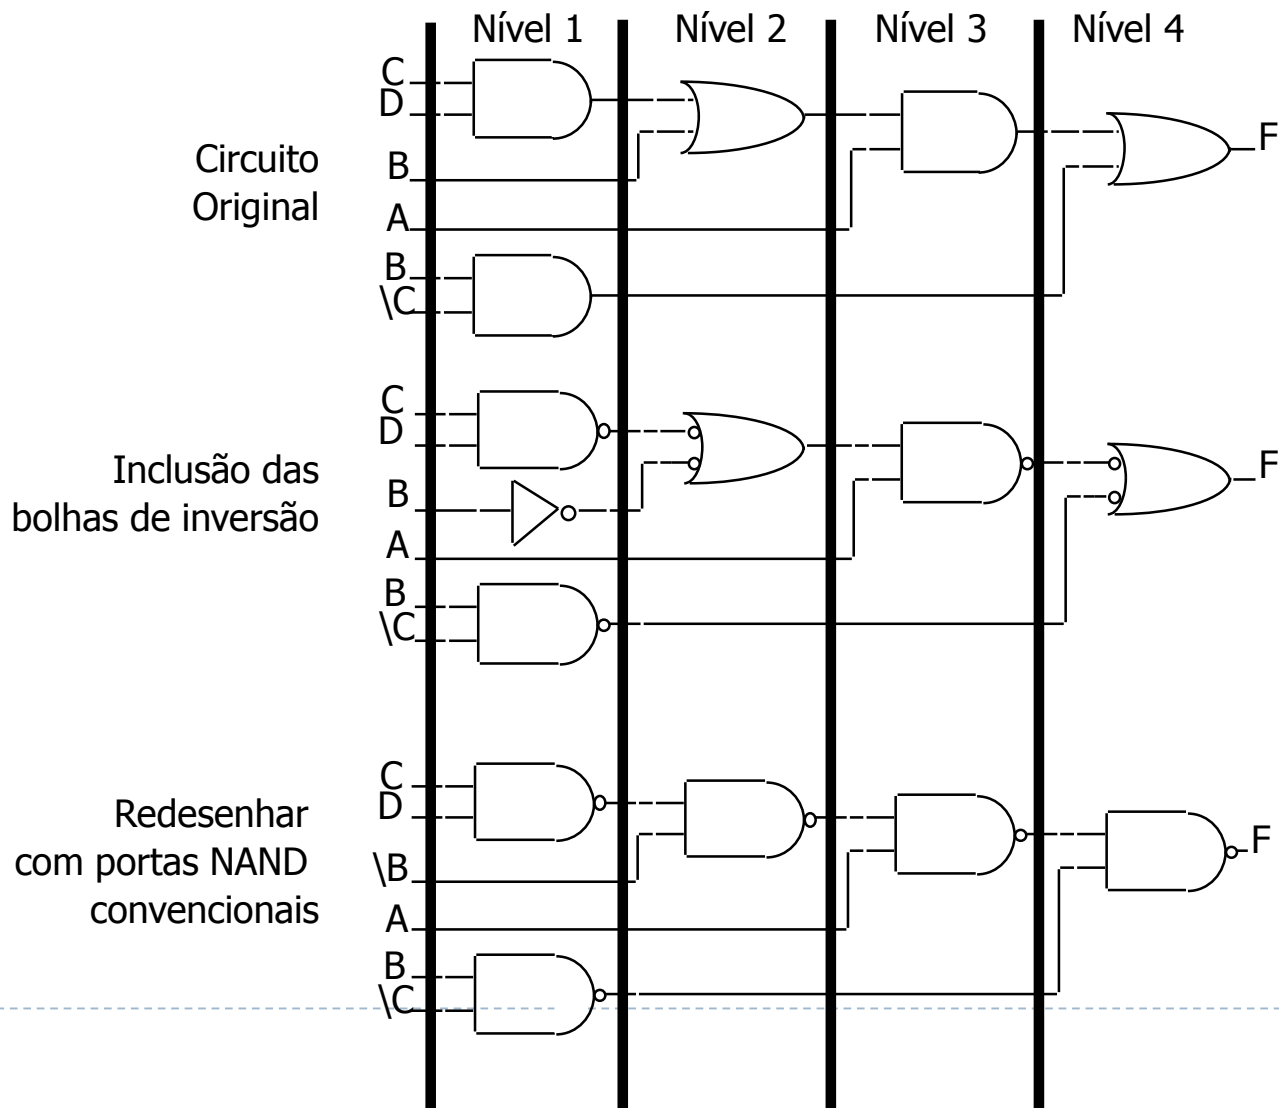 Nível 1 Nível 2 Nível 3 Nível 4
C
D
B
A
B
\C
Circuito
Original
F
C
D
B
A
B
\C
Inclusão das
bolhas de inversão
F
C
D
\B
A
B
\C
Redesenhar
com portas NAND
convencionais
F